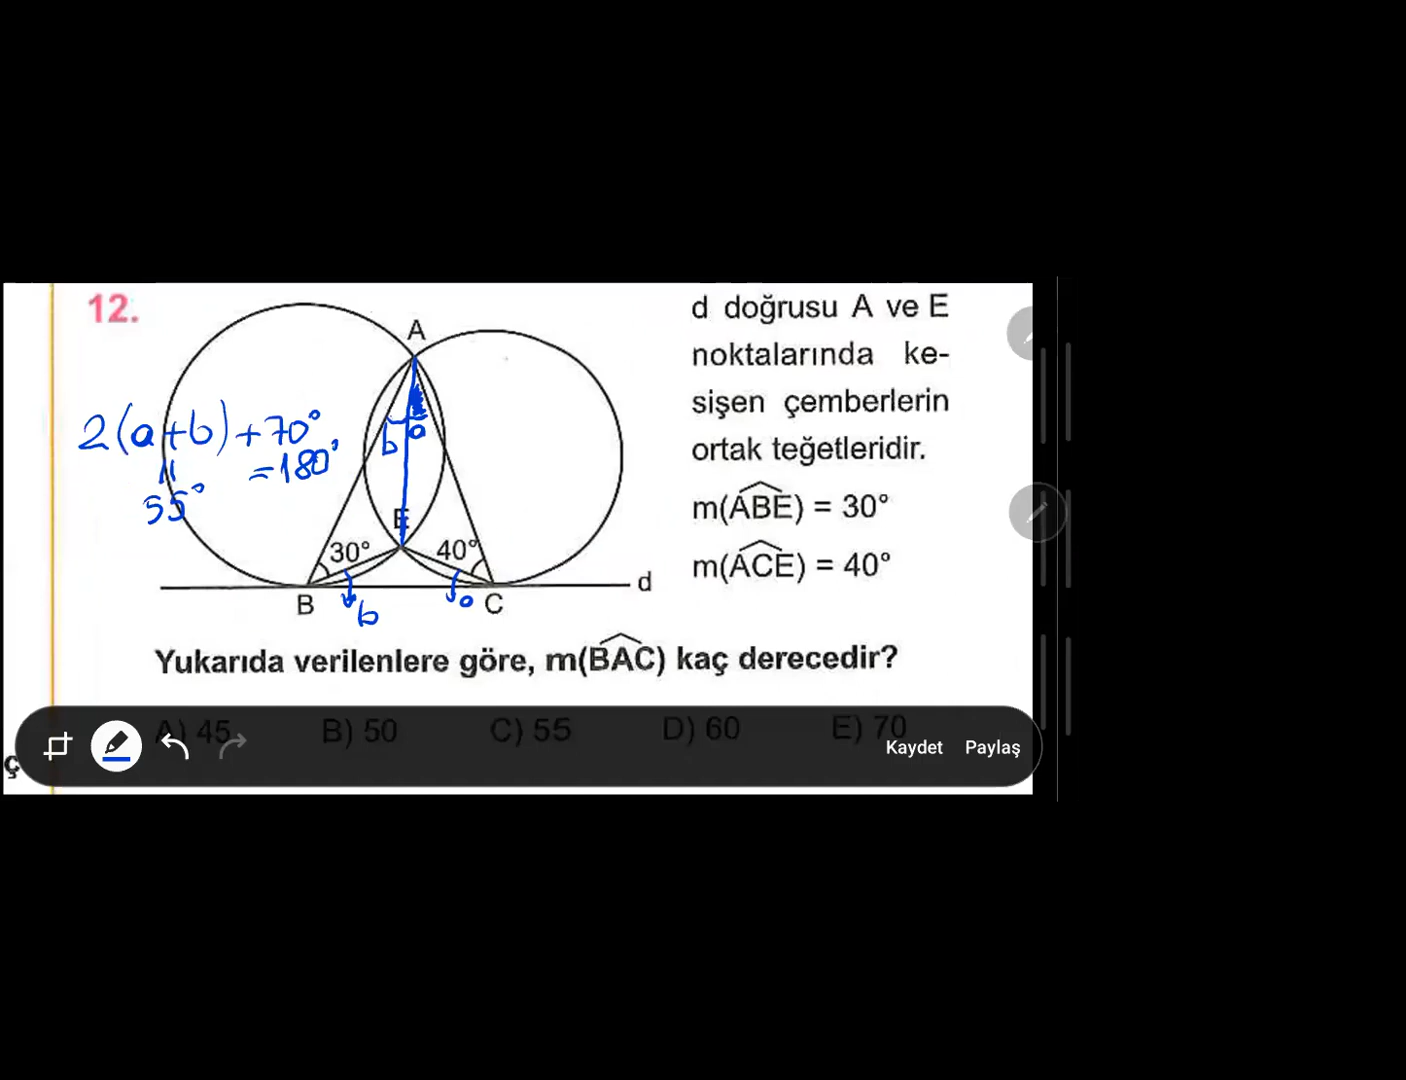 12.
d doğrusu A ve E
noktalarında ke-
sişen çemberlerin
ortak teğetleridir.
m(ABE) = 30°
m(ACE) = 40°
A
2(a+b)+70°
=180°
55°
b
a
E
30°
40°
d
B
b
a
C
Yukarıda verilenlere göre, m(BAC) kaç derecedir?
A) 45 B) 50 C) 55 D) 60 E) 70
Kaydet Paylaş
ç